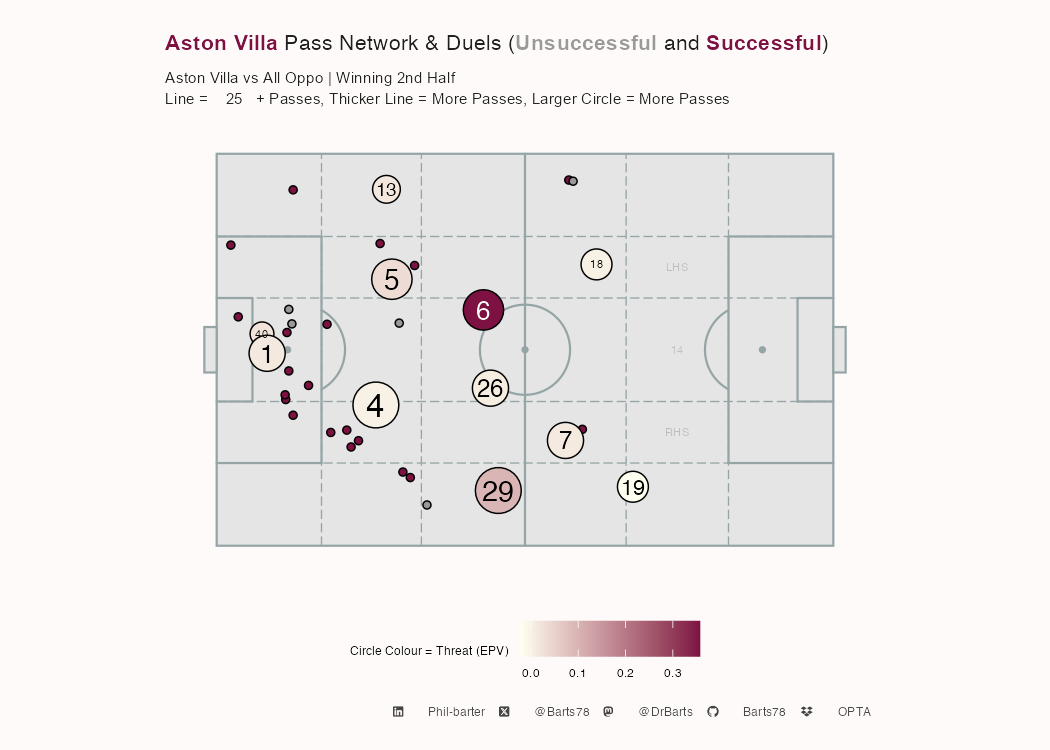 Aston Villa Pass Network & Duels (Unsuccessful and Successful)
Aston Villa vs All Oppo | Winning 2nd Half
Line = 25 + Passes, Thicker Line = More Passes, Larger Circle = More Passes
13
5
18
LHS
6
40
1
14
26
4
7
RHS
29
19
Circle Colour = Threat (EPV)
0.0 0.1 0.2 0.3
Phil-barter @Barts78 @DrBarts Barts78 OPTA